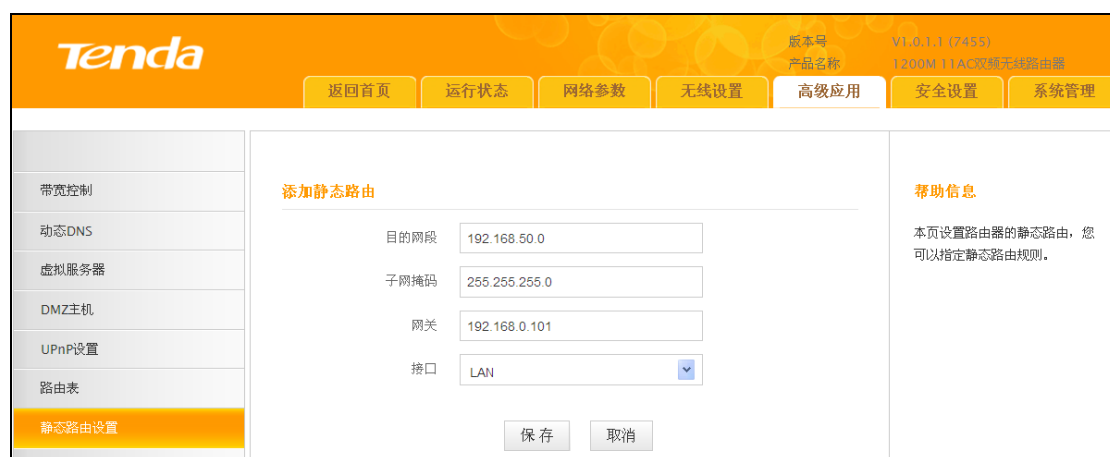 Tenda
版本号 V1.0.1.1 (7455)
产品名称 1200M 11AC双频无线路由器
返回首页 运行状态 网络参数 无线设置 高级应用 安全设置 系统管理
带宽控制
动态DNS
虚拟服务器
DMZ主机
UPnP设置
路由表
静态路由设置
添加静态路由
目的网段 192.168.50.0
子网掩码 255.255.255.0
网关 192.168.0.101
接口 LAN
保存 取消
帮助信息
本页设置路由器的静态路由，您
可以指定静态路由规则。